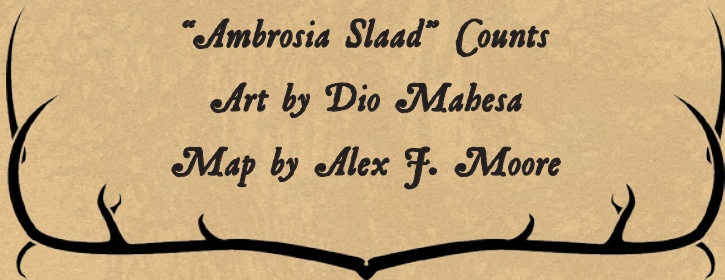 “Ambrosia Slaad” Counts
Art by Dio Mahesa
Map by Alex F. Moore